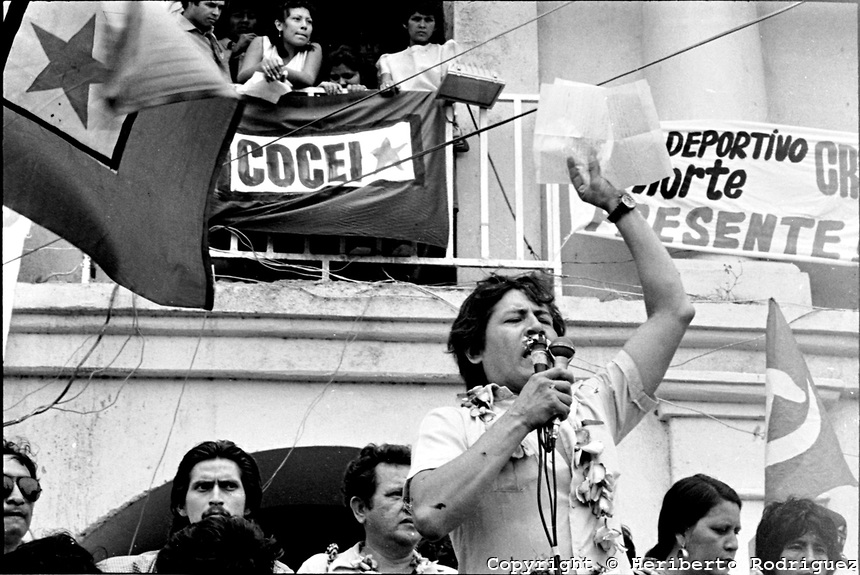 COCEI
DEPORTIVO CR
Norte
PRESENTE
Copyright © Heriberto Rodriguez